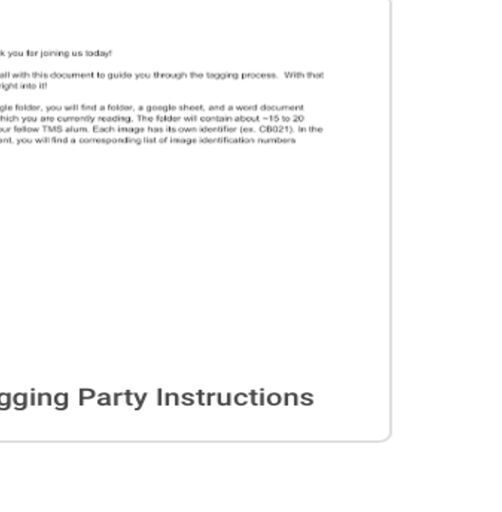 k you for joining us today!
all with this document to guide you through the tagging process. With that
right into it!
gle folder, you will find a folder, a google sheet, and a word document
hich you are currently reading. The folder will contain about ~15 to 20
our fellow TMS alum. Each image has its own identifier (ex. CB021). In the
ent, you will find a corresponding list of image identification numbers
gging Party Instructions